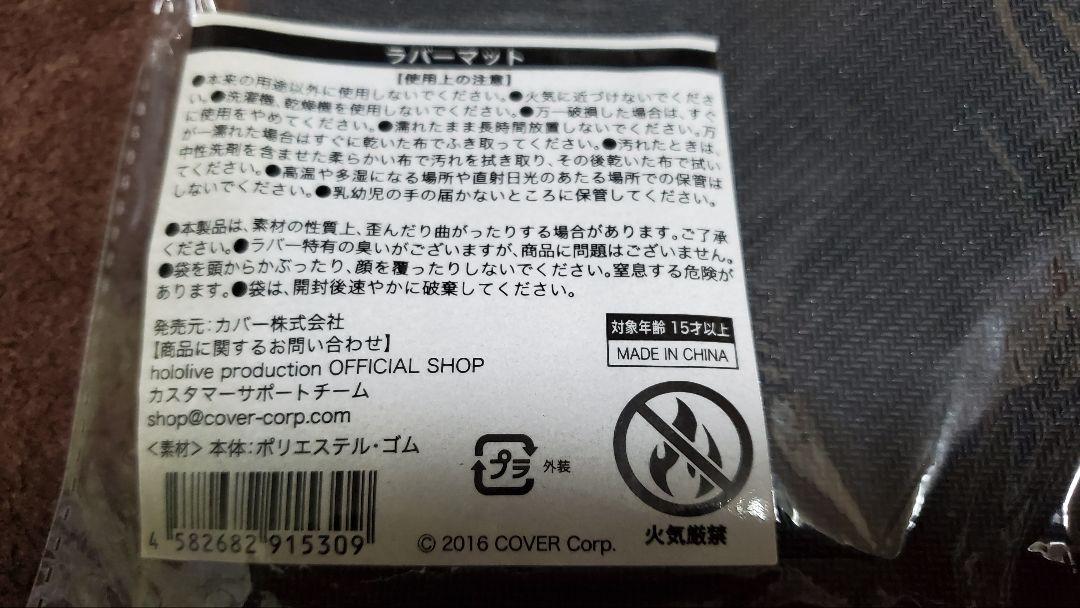 ラバーマット
【使用上の注意】
●本来の用途以外に使用しないでください。●火気に近づけないでくださ
い。●洗濯機、乾燥機を使用しないでください。●万一破損した場合は、すぐ
に使用をやめてください。●濡れたまま長時間放置しないでください。万
が一濡れた場合はすぐに乾いた布でふき取ってください。●汚れたときは、
中性洗剤を含ませた柔らかい布で汚れを拭き取り、その後乾いた布で拭い
てください。●高温や多湿になる場所や直射日光のあたる場所での保管は
しないでください。●乳幼児の手の届かないところに保管してください。
●本製品は、素材の性質上、歪んだり曲がったりする場合があります。ご了承
ください。●ラバー特有の臭いがございますが、商品に問題はございません。
●袋を頭からかぶったり、顔を覆ったりしないでください。窒息する危険が
あります。●袋は、開封後速やかに破棄してください。
発売元:カバー株式会社
【商品に関するお問い合わせ】
hololive production OFFICIAL SHOP
カスタマーサポートチーム
shop@cover-corp.com
<素材>本体:ポリエステル・ゴム
対象年齢 15才以上
MADE IN CHINA
プラ 外装
火気厳禁
4 582682 915309
© 2016 COVER Corp.